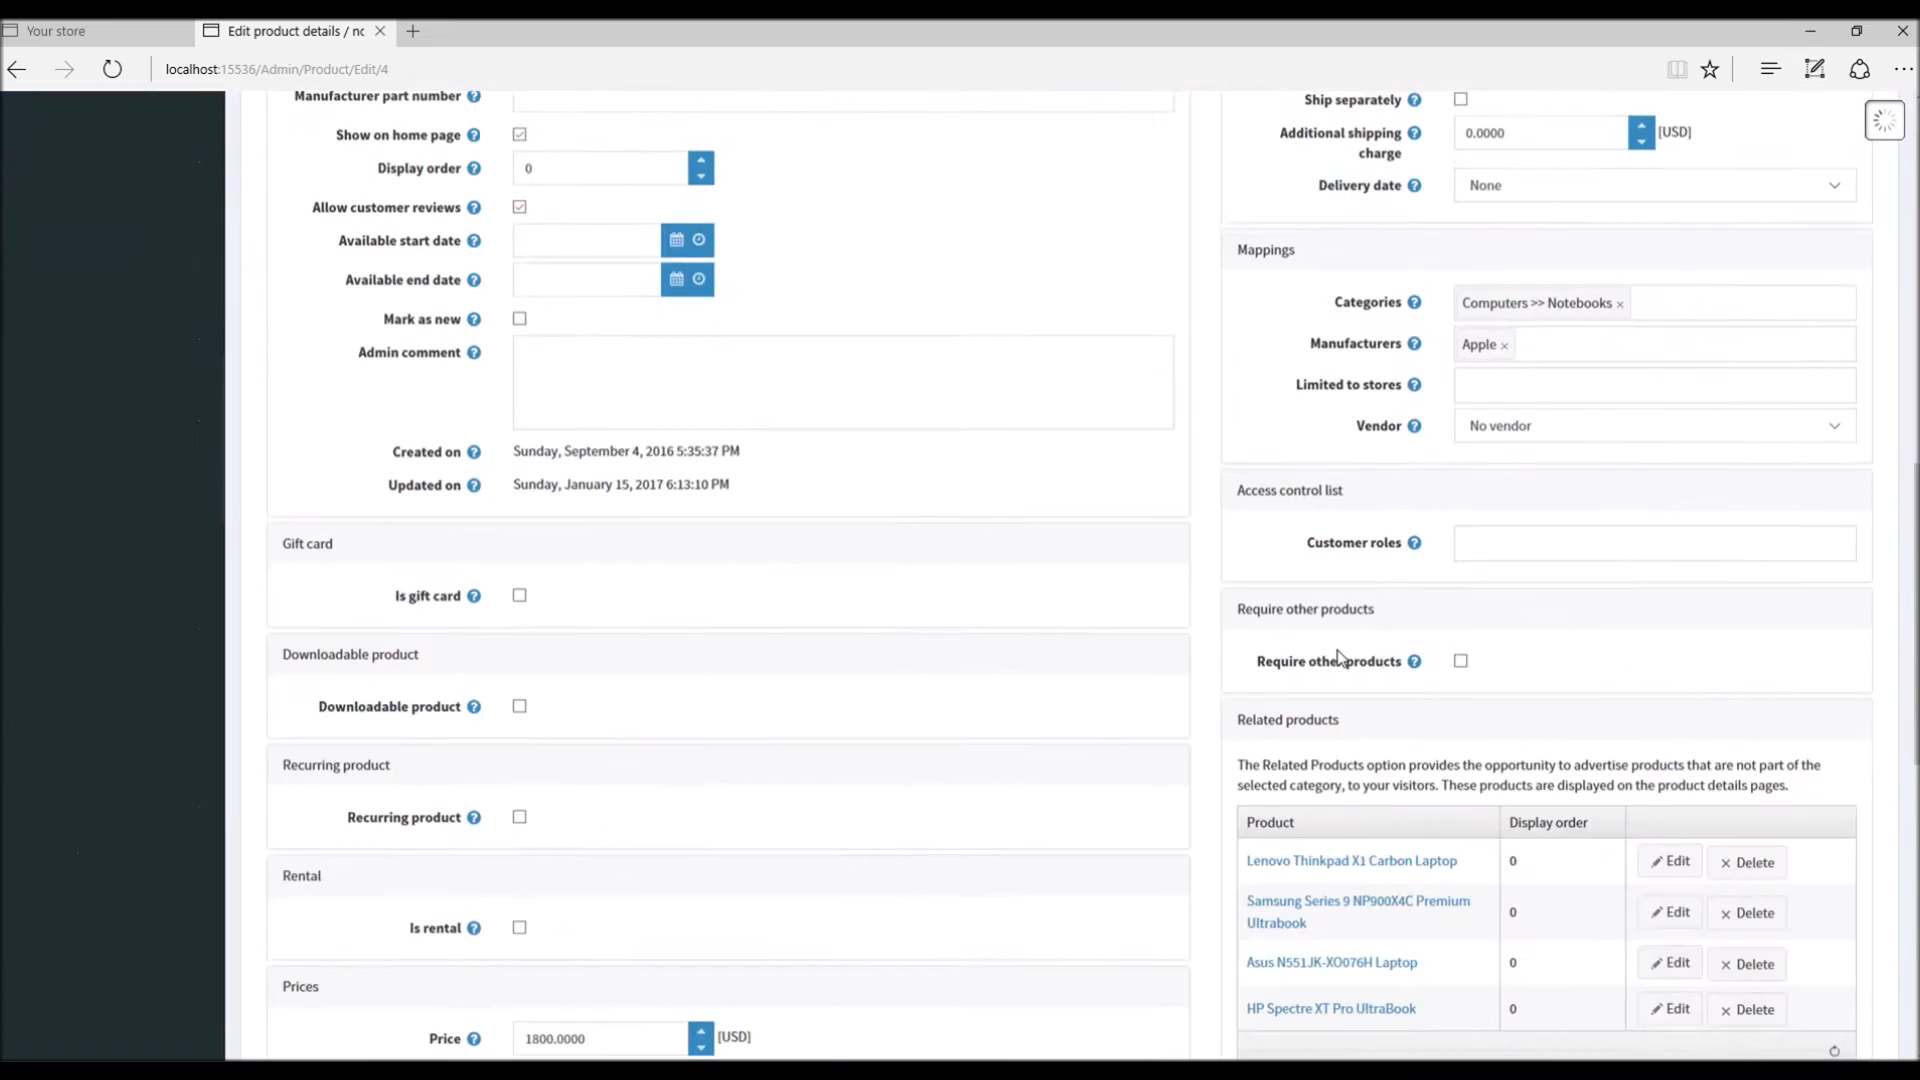 Your store
Edit product details / nc
localhost:15536/Admin/Product/Edit/4
Manufacturer part number
Show on home page
Display order
0
Allow customer reviews
Available start date
Available end date
Mark as new
Admin comment
Created on
Sunday, September 4, 2016 5:35:37 PM
Updated on
Sunday, January 15, 2017 6:13:10 PM
Gift card
Is gift card
Downloadable product
Downloadable product
Recurring product
Recurring product
Rental
Is rental
Prices
Price
1800.0000
[USD]
Ship separately
Additional shipping
charge
0.0000
[USD]
Delivery date
None
Mappings
Categories
Computers >> Notebooks ×
Manufacturers
Apple ×
Limited to stores
Vendor
No vendor
Access control list
Customer roles
Require other products
Require other products
Related products
The Related Products option provides the opportunity to advertise products that are not part of the
selected category, to your visitors. These products are displayed on the product details pages.
Product
Display order
Lenovo Thinkpad X1 Carbon Laptop
0
Edit
Delete
Samsung Series 9 NP900X4C Premium
Ultrabook
0
Edit
Delete
Asus N551JK-XO076H Laptop
0
Edit
Delete
HP Spectre XT Pro UltraBook
0
Edit
Delete